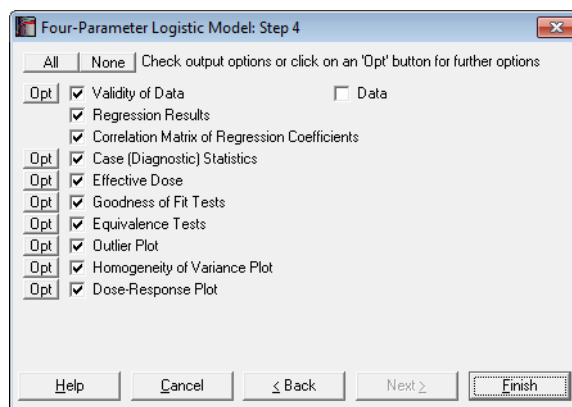 Four-Parameter Logistic Model: Step 4
All None Check output options or click on an 'Opt' button for further options
Opt Validity of Data Data
Regression Results
Correlation Matrix of Regression Coefficients
Opt Case (Diagnostic) Statistics
Opt Effective Dose
Opt Goodness of Fit Tests
Opt Equivalence Tests
Opt Outlier Plot
Opt Homogeneity of Variance Plot
Opt Dose-Response Plot
Help Cancel < Back Next > Finish